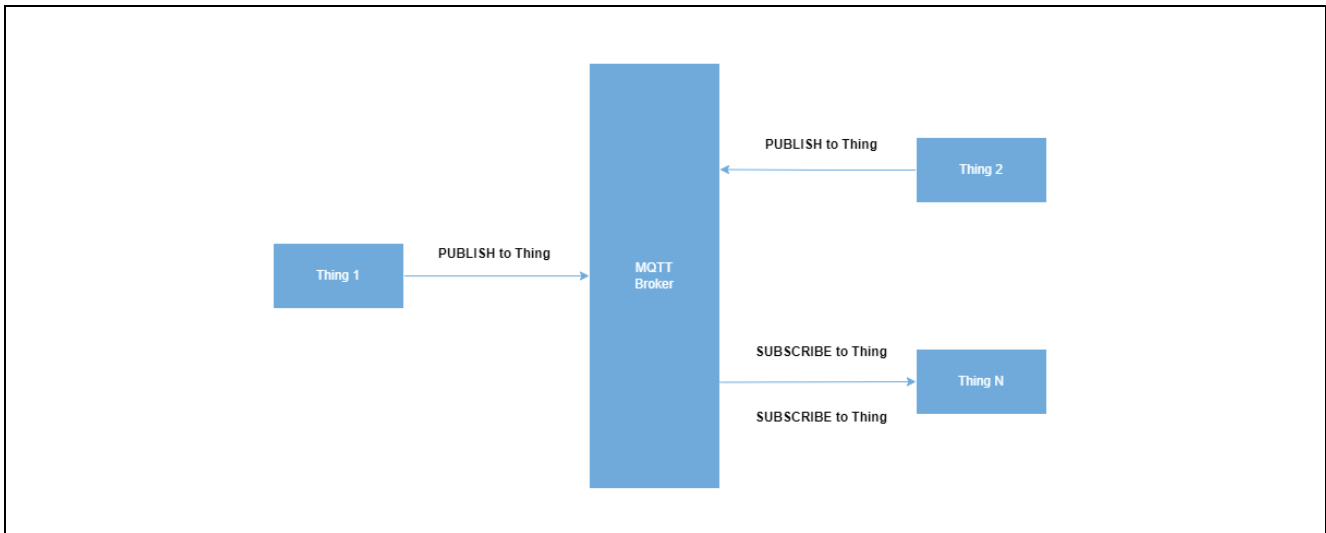 PUBLISH to Thing
Thing 2
PUBLISH to Thing
Thing 1
MQTT
Broker
SUBSCRIBE to Thing
Thing N
SUBSCRIBE to Thing